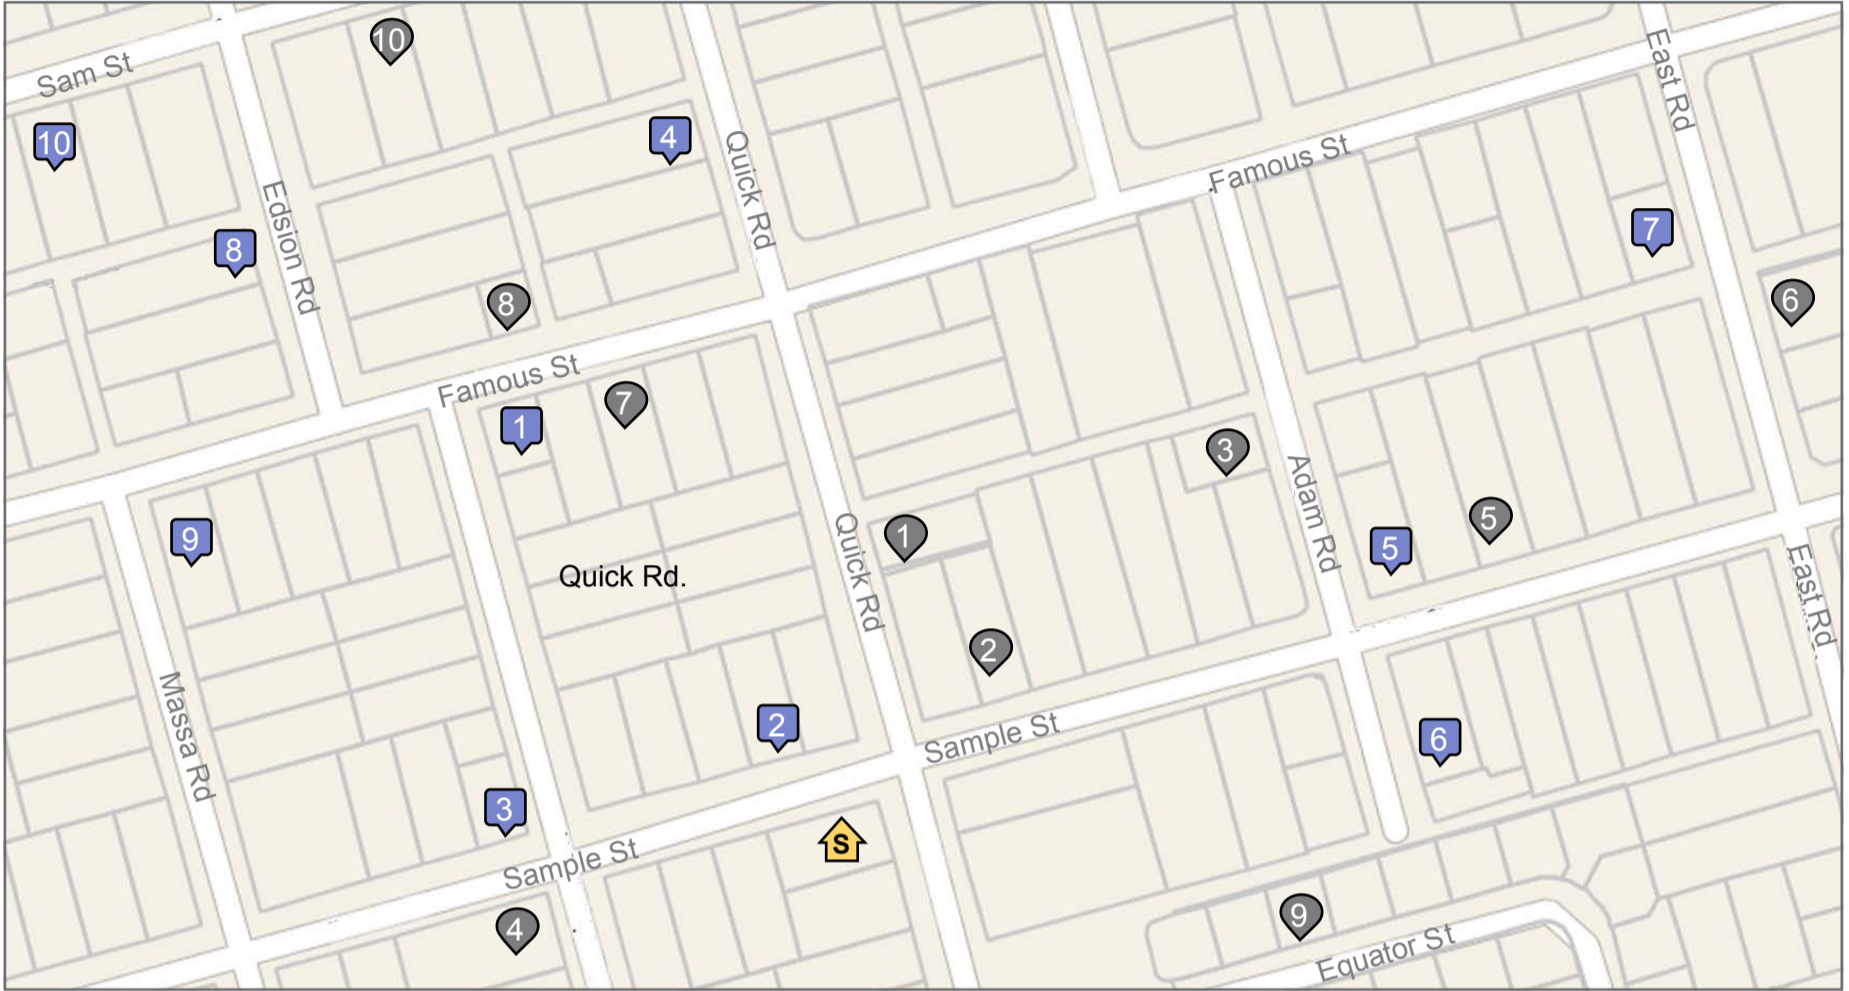 10
Sam St
East Rd
10
4
Quick Rd
Famous St
Edsion Rd
7
8
8
6
Famous St
7
1
3
Adam Rd
9
1
Quick Rd
5
5
Quick Rd.
East Rd
2
Massa Rd
2
Sample St
6
3
S
Sample St
4
9
Equator St